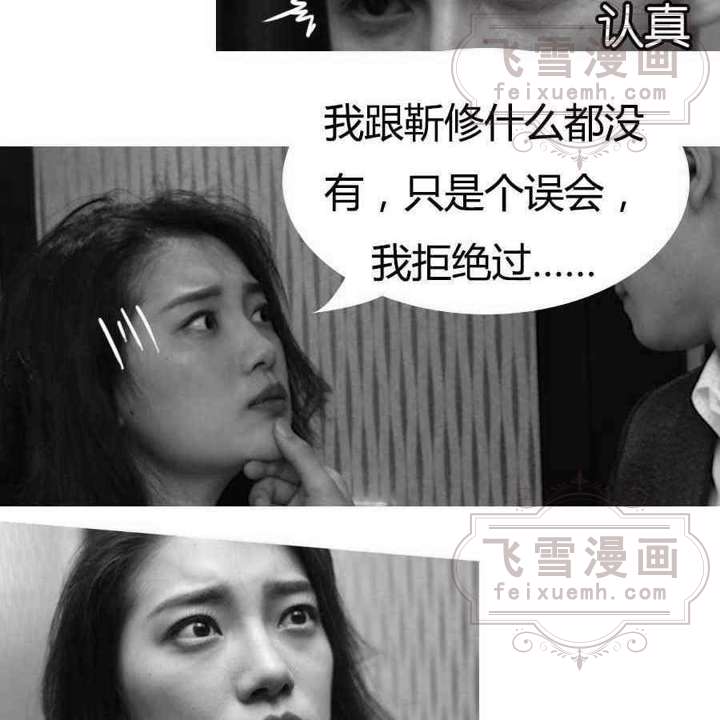 认真
飞雪漫画
feixuemh.com
我跟靳修什么都没
有，只是个误会，
我拒绝过……
飞雪漫画
feixuemh.com